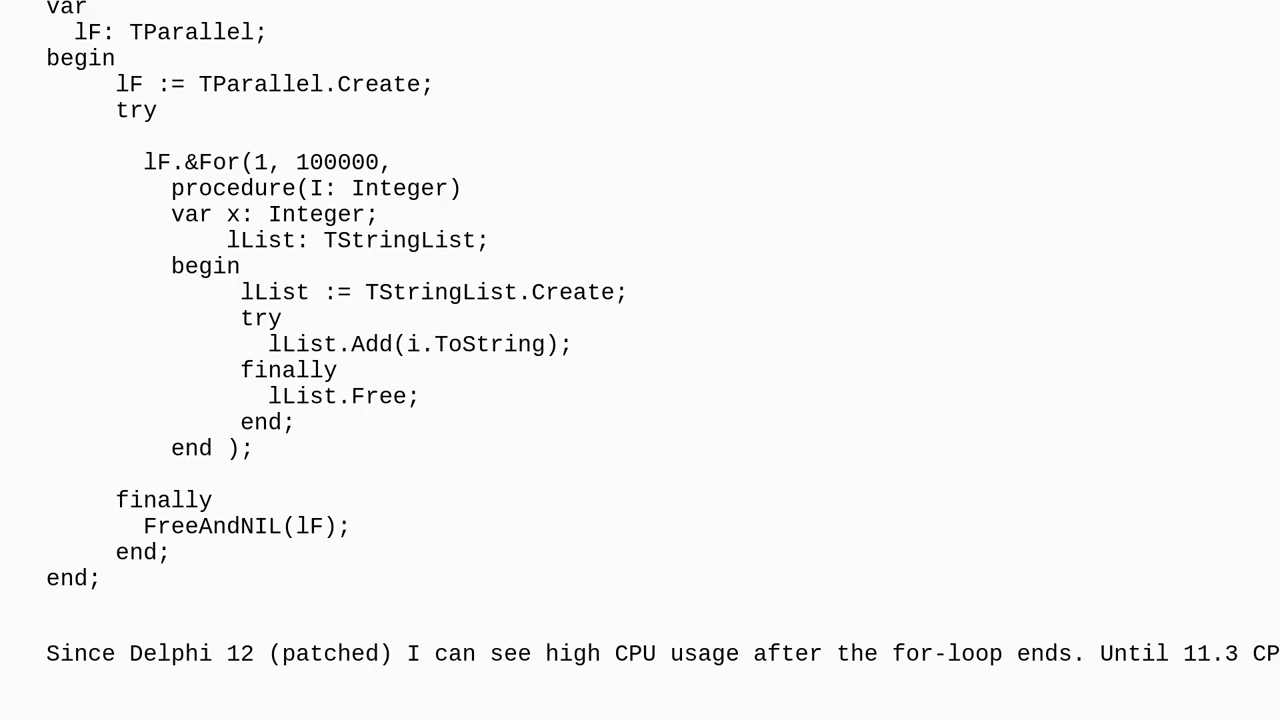 var
lF: TParallel;
begin
lF := TParallel.Create;
try
lF.&For(1, 100000,
procedure(I: Integer)
var x: Integer;
lList: TStringList;
begin
lList := TStringList.Create;
try
lList.Add(i.ToString);
finally
lList.Free;
end;
end );
finally
FreeAndNIL(lF);
end;
end;
Since Delphi 12 (patched) I can see high CPU usage after the for-loop ends. Until 11.3 CP